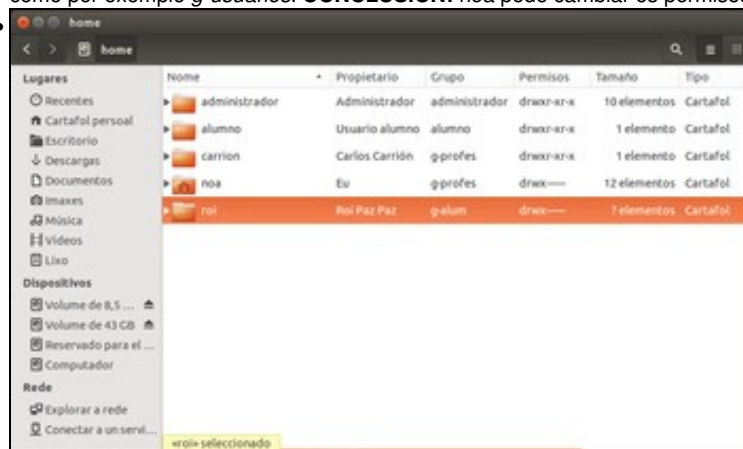 como por exemplo g-usuarios. CONCLUSIÓN: noa pode cambiar os permisos
home
home
Lugares
Recentes
Cartafol persoal
Escritorio
Descargas
Documentos
Imaxes
Música
Vídeos
Lixo
Dispositivos
Volume de 8,5 ...
Volume de 43 GB
Reservado para el ...
Computador
Rede
Explorar a rede
Conectar a un servi...
Nome Propietario Grupo Permisos Tamaño Tipo
administrador Administrador administrador drwxr-xr-x 10 elementos Cartafol
alumno Usuario alumno alumno drwxr-xr-x 1 elemento Cartafol
carrion Carlos Carrión g-profes drwxr-xr-x 1 elemento Cartafol
noa Eu g-profes drwx------ 12 elementos Cartafol
roi Roi Paz Paz g-alum drwx------ ? elementos Cartafol
«roi» seleccionado